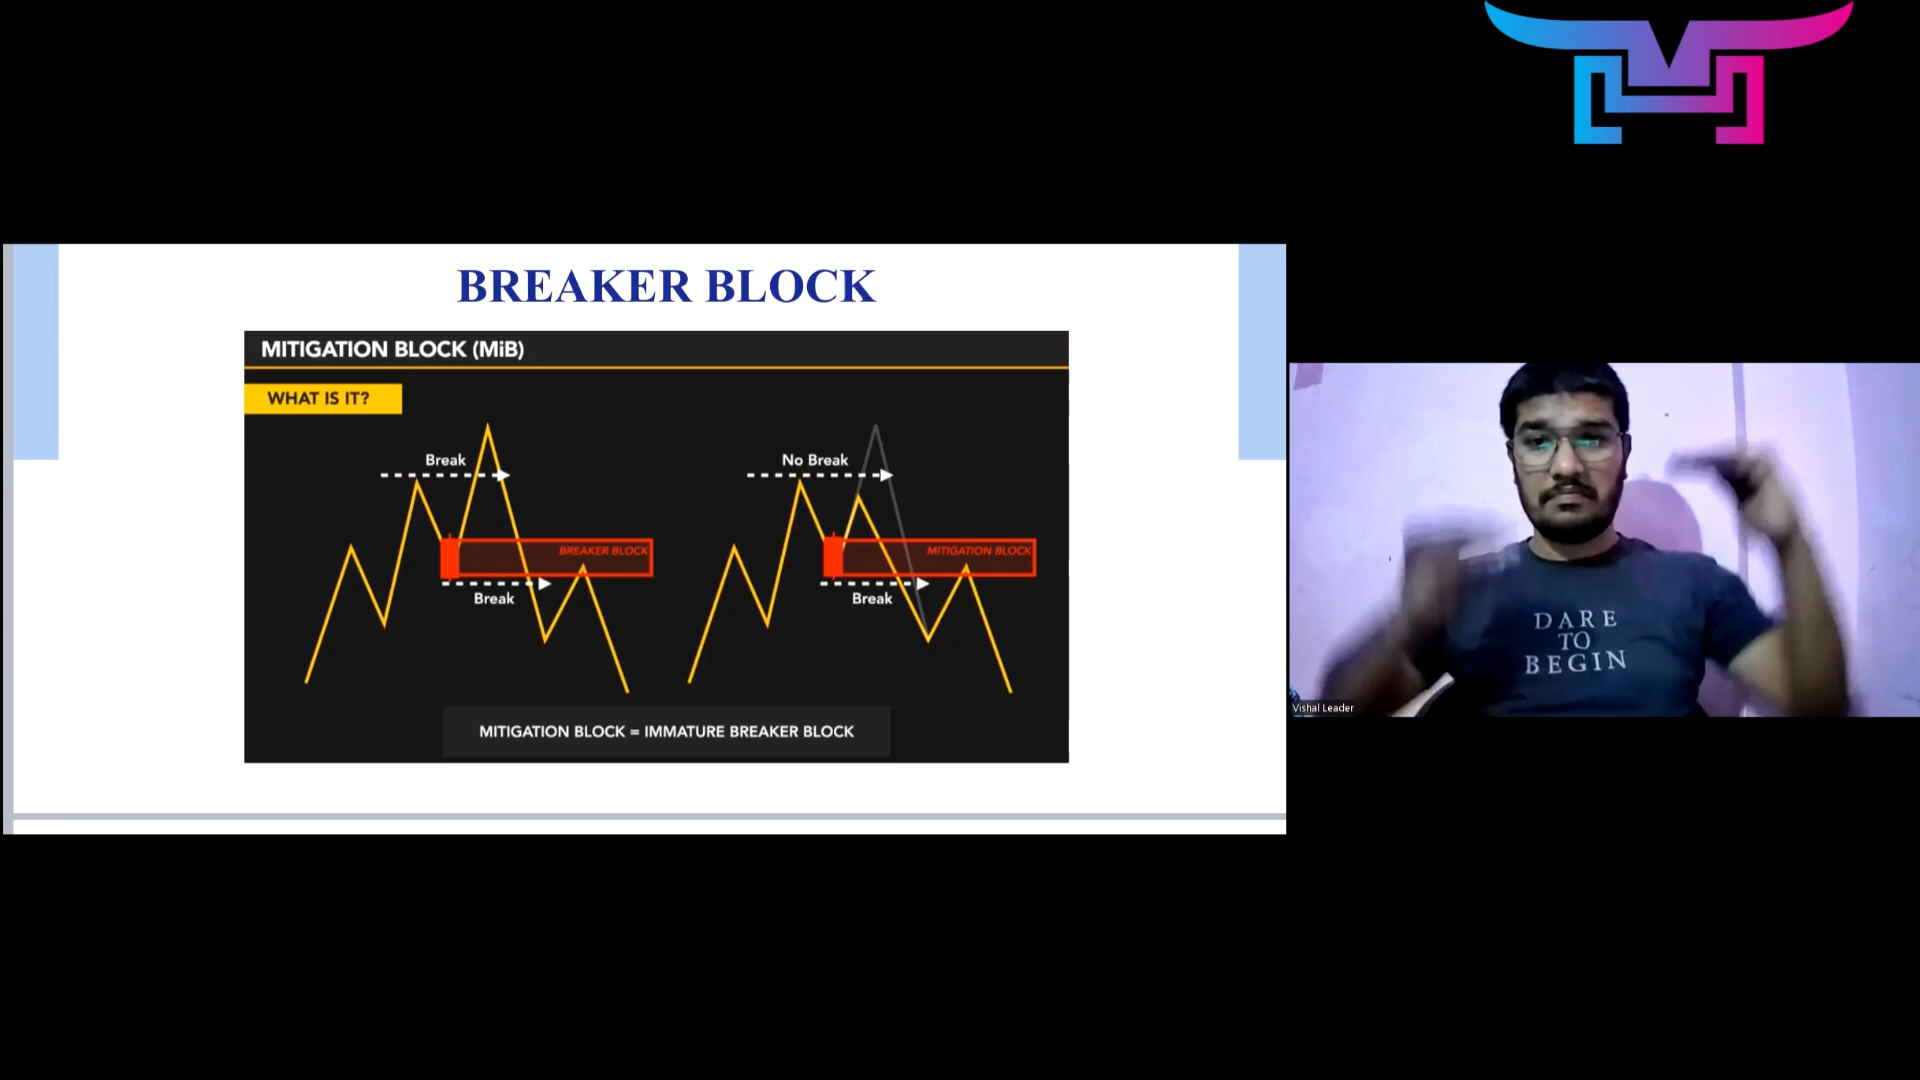 BREAKER BLOCK
MITIGATION BLOCK (MiB)
WHAT IS IT?
Break
No Break
BREAKER BLOCK
MITIGATION BLOCK
Break
Break
MITIGATION BLOCK = IMMATURE BREAKER BLOCK
DARE
TO
BEGIN
Vishal Leader